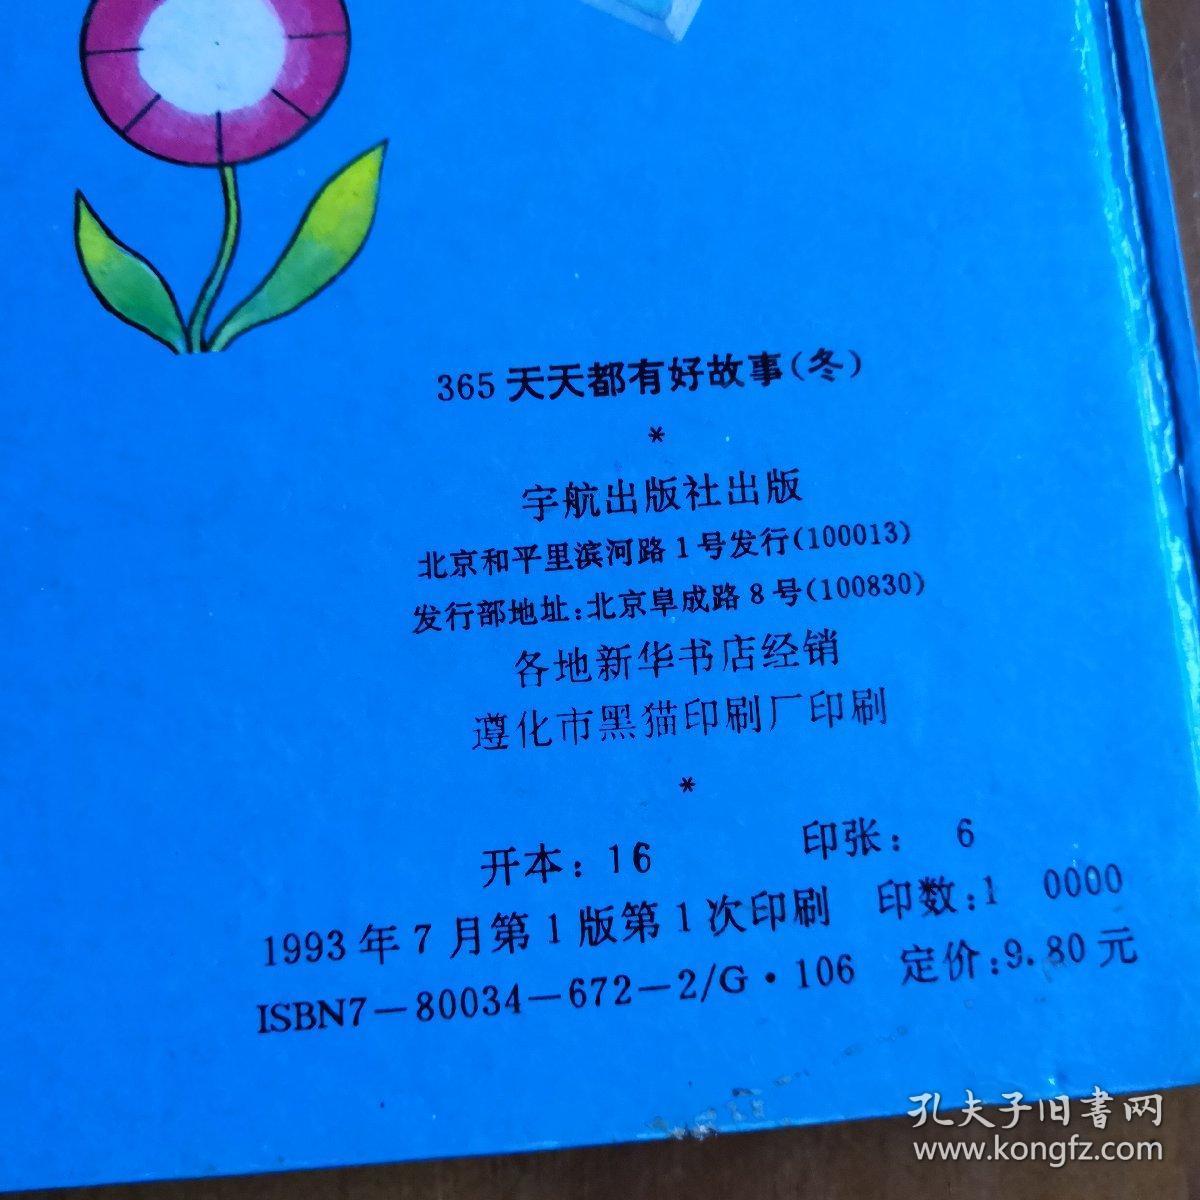 365天天都有好故事(冬)
*
宇航出版社出版
北京和平里滨河路1号发行(100013)
发行部地址:北京阜成路8号(100830)
各地新华书店经销
遵化市黑猫印刷厂印刷
*
开本: 16 印张: 6
1993年7月第1版第1次印刷 印数:1 0000
ISBN7-80034-672-2/G·106 定价:9.80元
孔夫子旧书网
www.kongfz.com